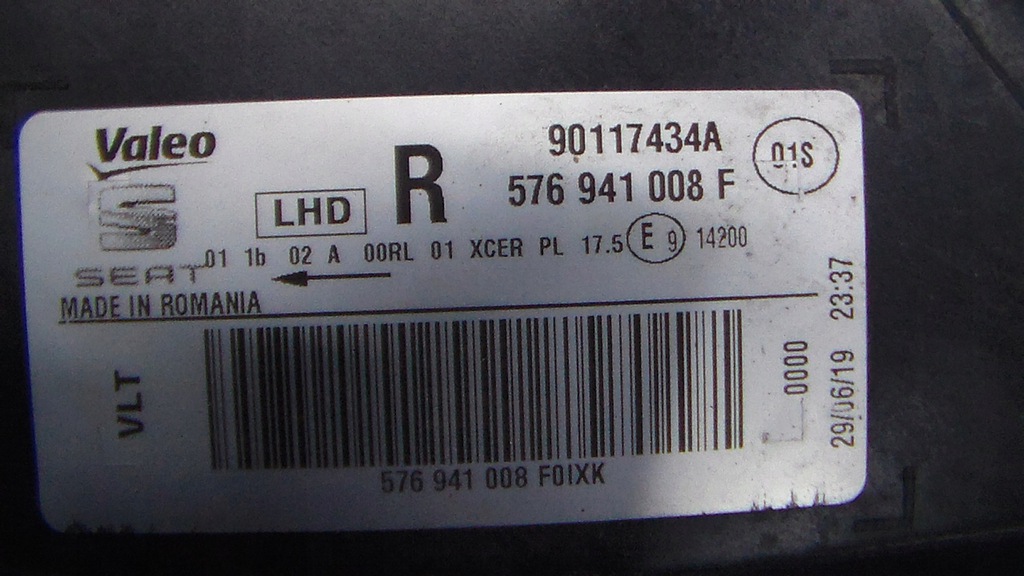 Valeo
SEAT
LHD
R
90117434A
576 941 008 F
01S
01 1b 02 A 00RL 01 XCER PL 17.5 E 9 14200
MADE IN ROMANIA
VLT
576 941 008 F0IXK
0000
29/06/19 23:37